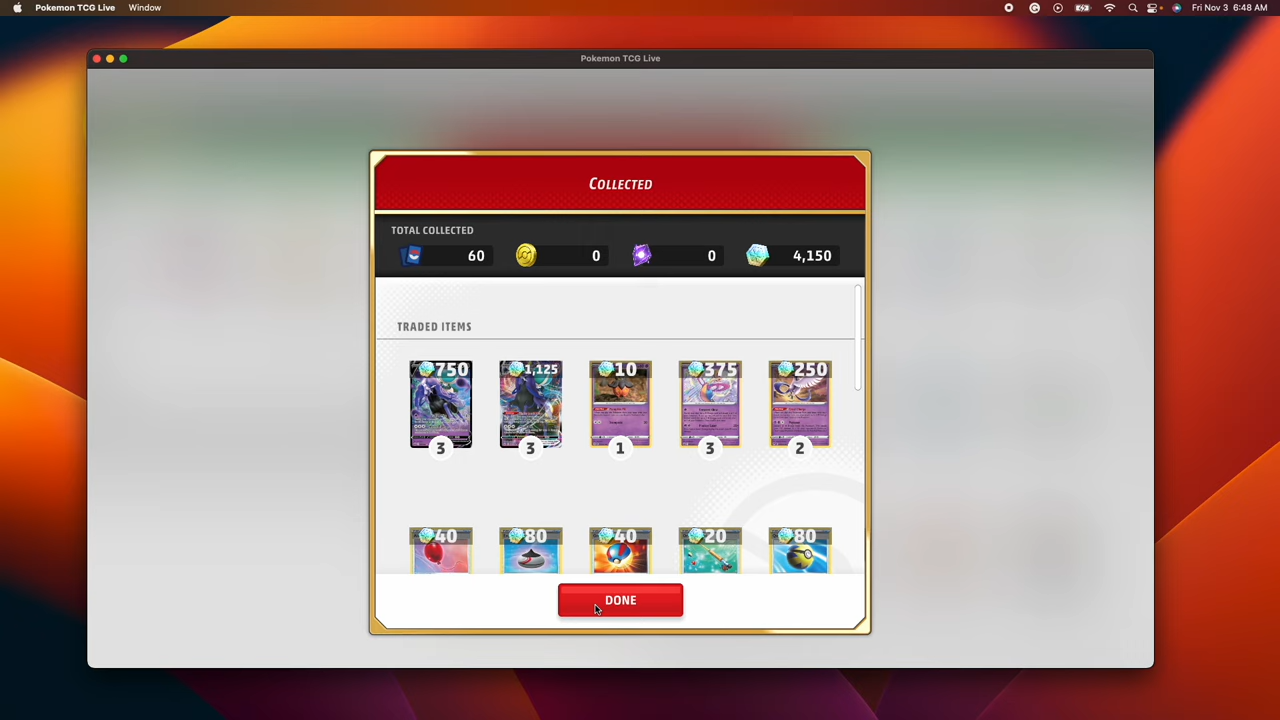 Pokemon TCG Live Window Fri Nov 3 6:48 AM
Pokemon TCG Live
COLLECTED
TOTAL COLLECTED
60 0 0 4,150
TRADED ITEMS
750 1,125 10 375 250
3 3 1 3 2
40 80 40 20 80
DONE